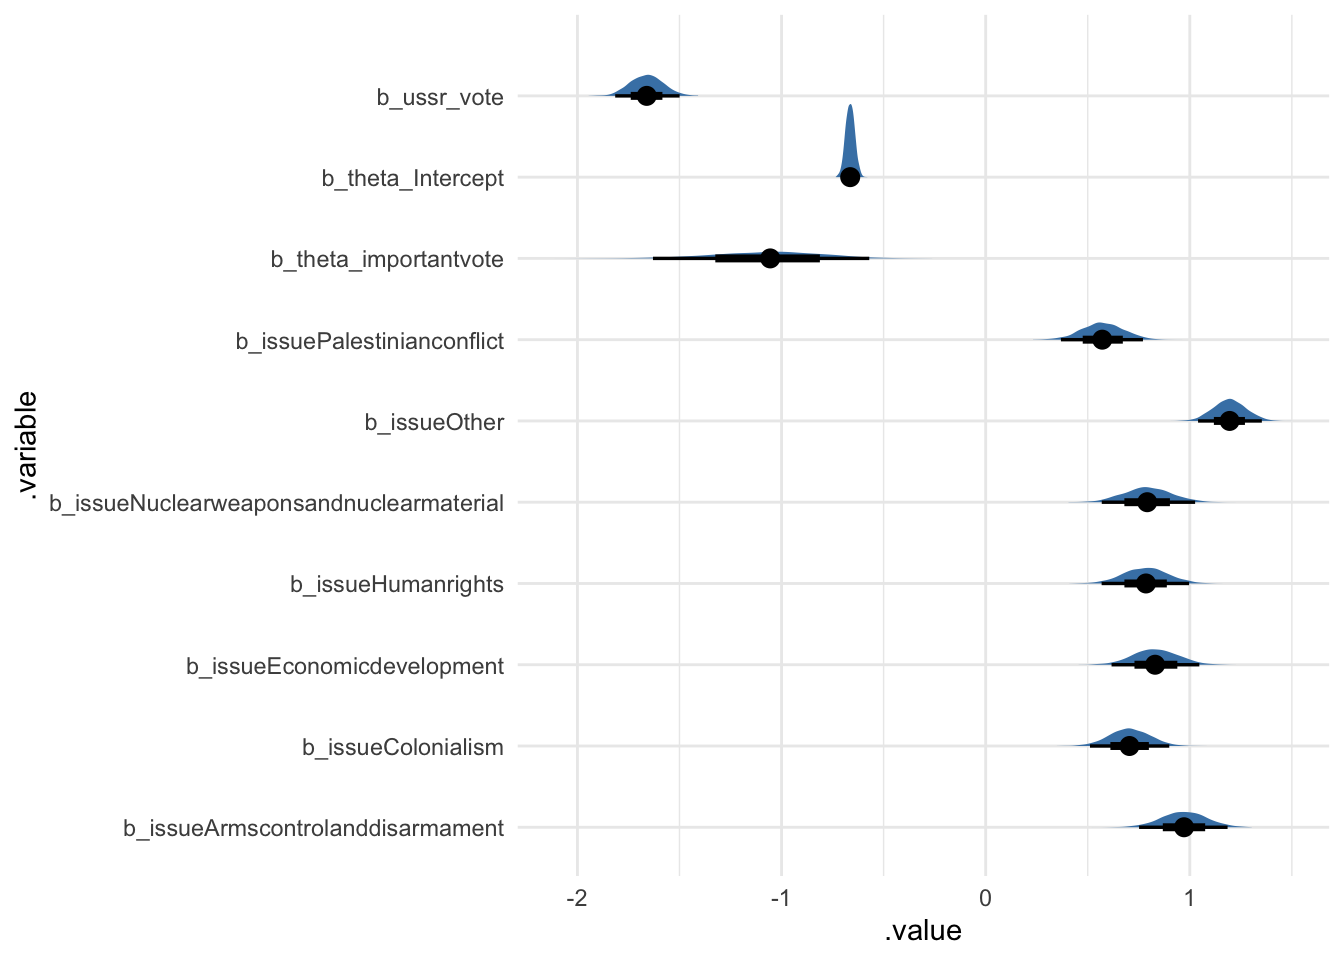 b_ussr_vote
b_theta_Intercept
b_theta_importantvote
b_issuePalestinianconflict
b_issueOther
.variable
b_issueNuclearweaponsandnuclearmaterial
b_issueHumanrights
b_issueEconomicdevelopment
b_issueColonialism
b_issueArmscontrolanddisarmament
-2 -1 0 1
.value